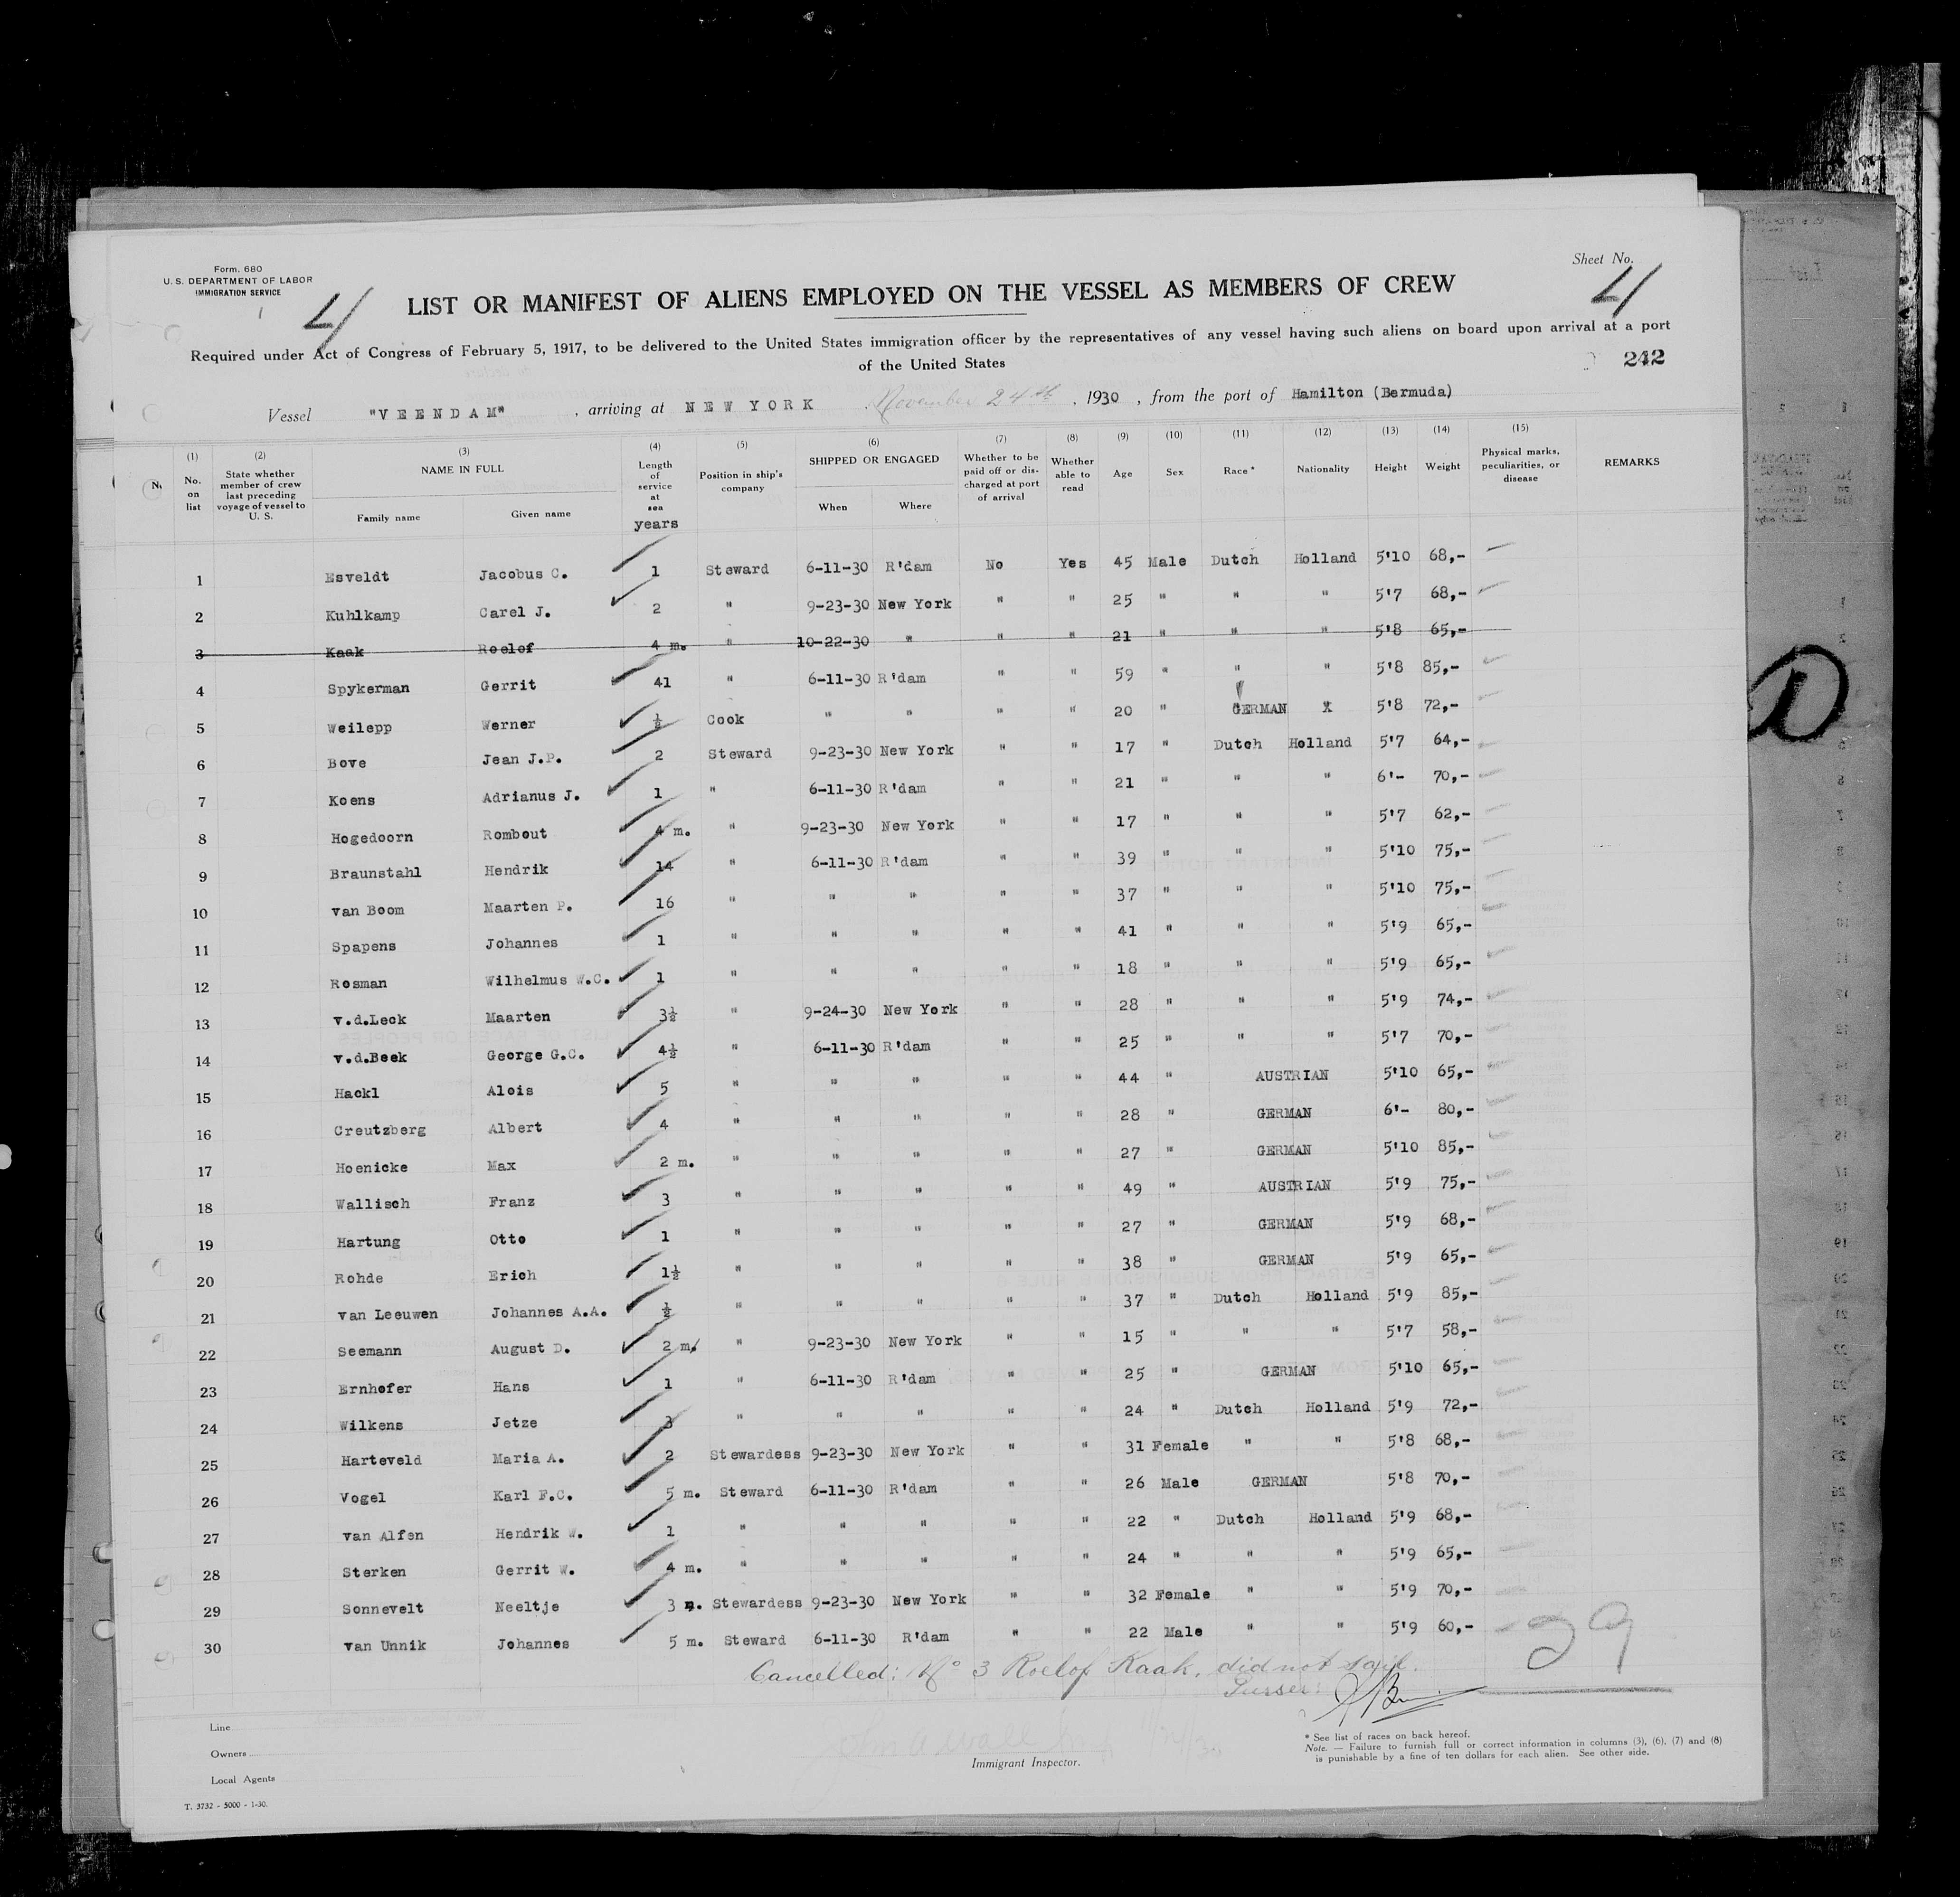 Form. 680
U. S. DEPARTMENT OF LABOR
IMMIGRATION SERVICE
4
Sheet No.
4
LIST OR MANIFEST OF ALIENS EMPLOYED ON THE VESSEL AS MEMBERS OF CREW
Required under Act of Congress of February 5, 1917, to be delivered to the United States immigration officer by the representatives of any vessel having such aliens on board upon arrival at a port
of the United States
242
Vessel "VEENDAM" , arriving at NEW YORK , November 24th , 1930 , from the port of Hamilton (Bermuda)
(1) No. on list (2) State whether member of crew last preceding voyage of vessel to U. S. (3) NAME IN FULL Family name Given name (4) Length of service at sea years (5) Position in ship's company (6) SHIPPED OR ENGAGED When Where (7) Whether to be paid off or discharged at port of arrival (8) Whether able to read (9) Age (10) Sex (11) Race * (12) Nationality (13) Height (14) Weight (15) Physical marks, peculiarities, or disease REMARKS
1 Esveldt Jacobus C. 1 Steward 6-11-30 R'dam No Yes 45 Male Dutch Holland 5'10 68,-
2 Kuhlkamp Carel J. 2 " 9-23-30 New York " " 25 " " " 5'7 68,-
3 Kaak Roelof 4 m. " 10-22-30 " " " 21 " " " 5'8 65,-
4 Spykerman Gerrit 41 " 6-11-30 R'dam " " 59 " " " 5'8 85,-
5 Weilepp Werner ½ Cook " " " " 20 " GERMAN X 5'8 72,-
6 Bove Jean J.P. 2 Steward 9-23-30 New York " " 17 " Dutch Holland 5'7 64,-
7 Koens Adrianus J. 1 " 6-11-30 R'dam " " 21 " " " 6'- 70,-
8 Hogedoorn Rombout 4 m. " 9-23-30 New York " " 17 " " " 5'7 62,-
9 Braunstahl Hendrik 14 " 6-11-30 R'dam " " 39 " " " 5'10 75,-
10 van Boom Maarten P. 16 " " " " " 37 " " " 5'10 75,-
11 Spapens Johannes 1 " " " " " 41 " " " 5'9 65,-
12 Rosman Wilhelmus W.C. 1 " " " " " 18 " " " 5'9 65,-
13 v.d.Leck Maarten 3½ " 9-24-30 New York " " 28 " " " 5'9 74,-
14 v.d.Beek George G.C. 4½ " 6-11-30 R'dam " " 25 " " " 5'7 70,-
15 Hackl Alois 5 " " " " " 44 " AUSTRIAN 5'10 65,-
16 Creutzberg Albert 4 " " " " " 28 " GERMAN 6'- 80,-
17 Hoenicke Max 2 m. " " " " " 27 " GERMAN 5'10 85,-
18 Wallisch Franz 3 " " " " " 49 " AUSTRIAN 5'9 75,-
19 Hartung Otto 1 " " " " " 27 " GERMAN 5'9 68,-
20 Rohde Erich 1½ " " " " " 38 " GERMAN 5'9 65,-
21 van Leeuwen Johannes A.A. ½ " " " " " 37 " Dutch Holland 5'9 85,-
22 Seemann August D. 2 m. " 9-23-30 New York " " 15 " " " 5'7 58,-
23 Ernhofer Hans 1 " 6-11-30 R'dam " " 25 " GERMAN 5'10 65,-
24 Wilkens Jetze 3 " " " " " 24 " Dutch Holland 5'9 72,-
25 Harteveld Maria A. 2 Stewardess 9-23-30 New York " " 31 Female " " 5'8 68,-
26 Vogel Karl F.C. 5 m. Steward 6-11-30 R'dam " " 26 Male GERMAN 5'8 70,-
27 van Alfen Hendrik W. 1 " " " " " 22 " Dutch Holland 5'9 68,-
28 Sterken Gerrit W. 4 m. " " " " " 24 " " " 5'9 65,-
29 Sonnevelt Neeltje 3 m. Stewardess 9-23-30 New York " " 32 Female " " 5'9 70,-
30 van Unnik Johannes 5 m. Steward 6-11-30 R'dam " " 22 Male " " 5'9 60,-
29
Cancelled: No 3 Roelof Kaak, did not sail.
Purser:
Line
Owners
Local Agents
Immigrant Inspector.
* See list of races on back hereof.
Note. — Failure to furnish full or correct information in columns (3), (6), (7) and (8)
is punishable by a fine of ten dollars for each alien. See other side.
T. 3732 - 5000 - 1-30.